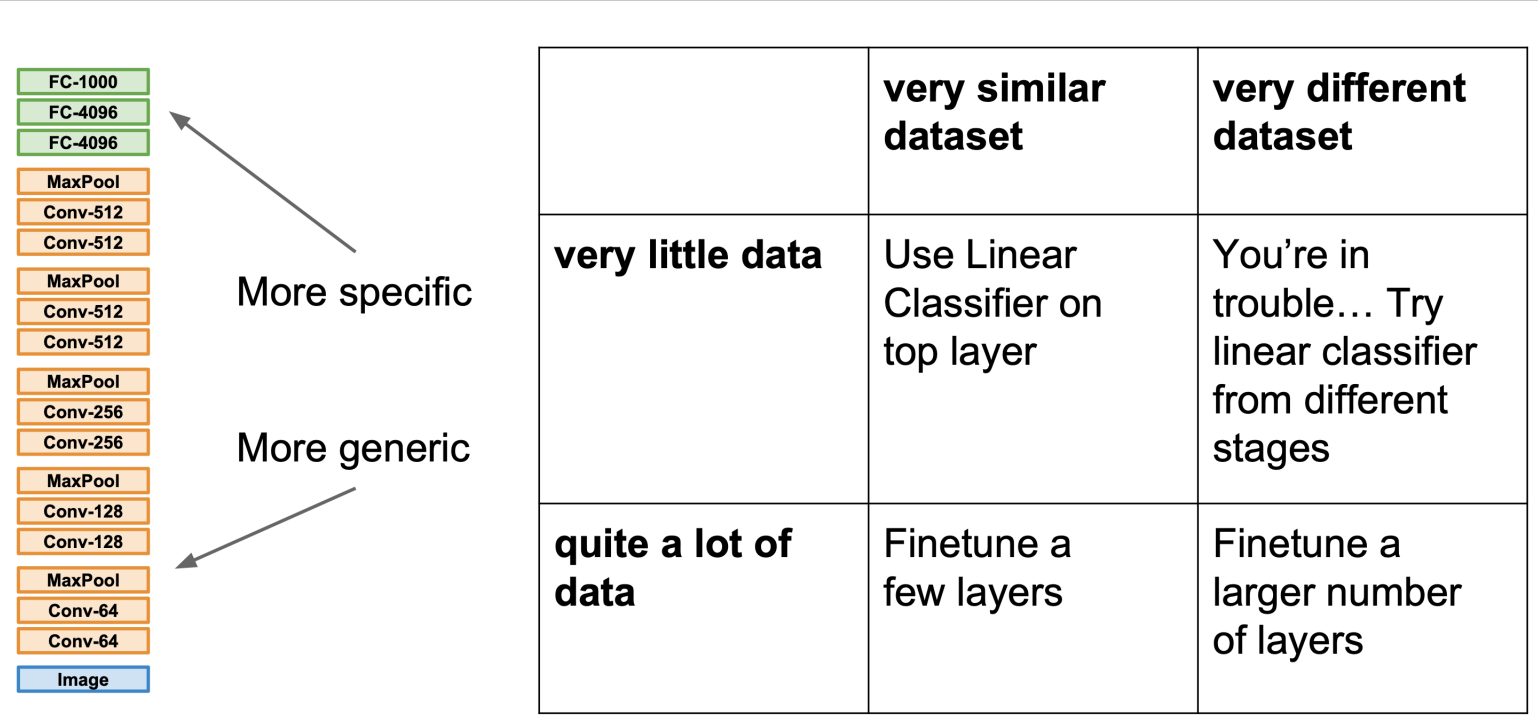 FC-1000
FC-4096
FC-4096
MaxPool
Conv-512
Conv-512
MaxPool
Conv-512
Conv-512
MaxPool
Conv-256
Conv-256
MaxPool
Conv-128
Conv-128
MaxPool
Conv-64
Conv-64
Image
More specific
More generic
very similar
dataset
very different
dataset
very little data
Use Linear
Classifier on
top layer
You’re in
trouble… Try
linear classifier
from different
stages
quite a lot of
data
Finetune a
few layers
Finetune a
larger number
of layers